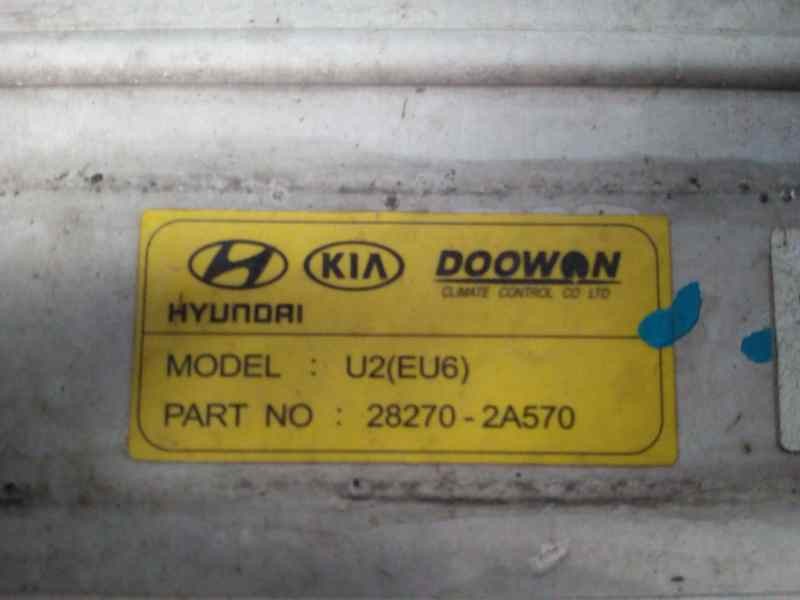 KIA DOOWON
CLIMATE CONTROL CO LTD
HYUNDAI
MODEL : U2(EU6)
PART NO : 28270-2A570